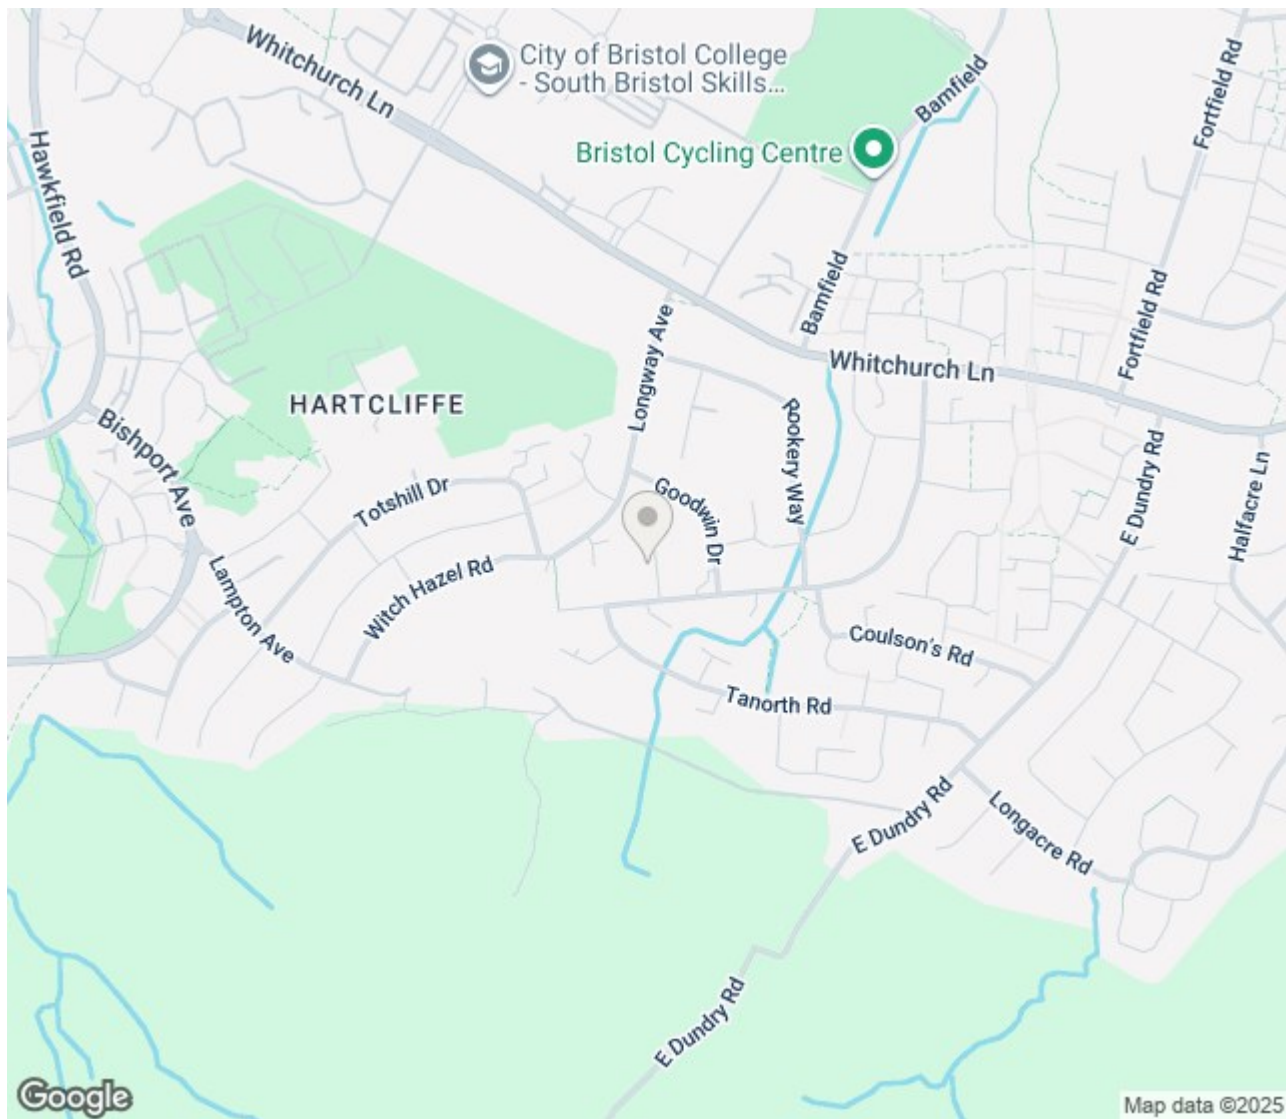 Whitchurch Ln
City of Bristol College
- South Bristol Skills...
Bamfield
Fortfield Rd
Bristol Cycling Centre
Hawkfield Rd
Bamfield
Fortfield Rd
Longway Ave
Whitchurch Ln
HARTCLIFFE
Bishport Ave
Rookery Way
E Dundry Rd
Halfacre Ln
Totshill Dr
Goodwin Dr
Witch Hazel Rd
Lampton Ave
Coulson's Rd
Tanorth Rd
E Dundry Rd
Longacre Rd
E Dundry Rd
Google
Map data ©2025